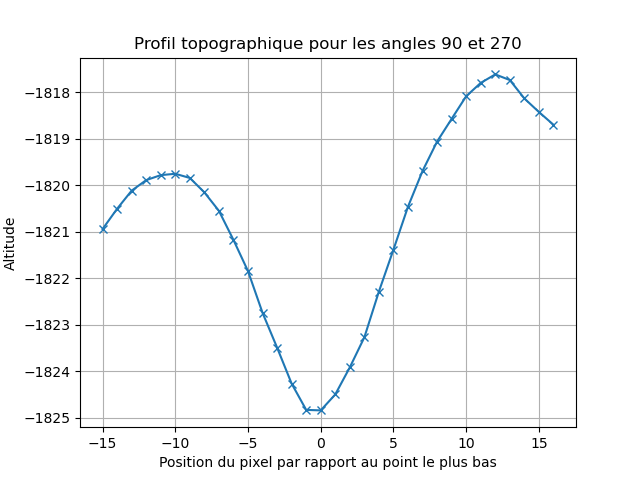 Profil topographique pour les angles 90 et 270
Altitude
−1818
−1819
−1820
−1821
−1822
−1823
−1824
−1825
−15 −10 −5 0 5 10 15
Position du pixel par rapport au point le plus bas